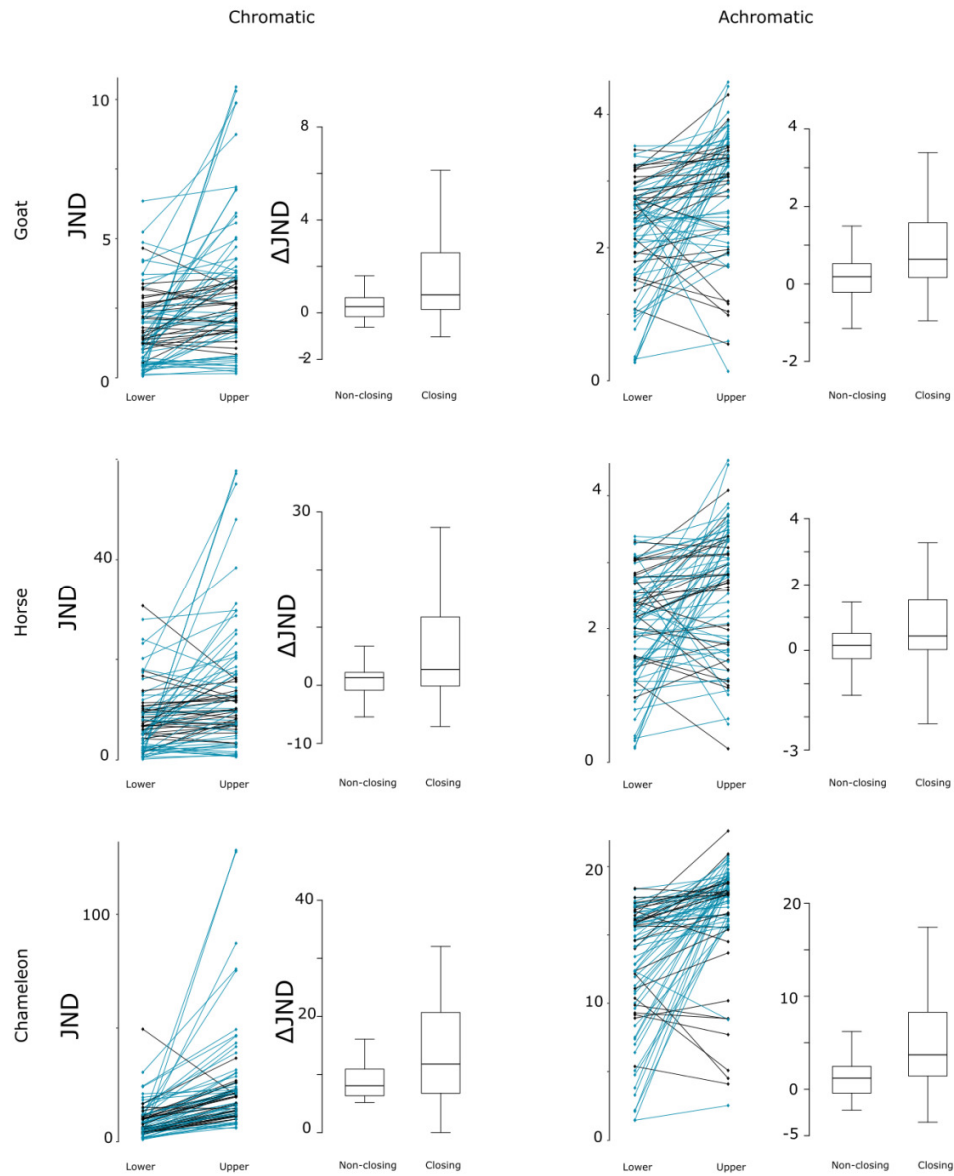 Chromatic
Achromatic
Goat
JND
10
5
0
Lower
Upper
ΔJND
8
4
2
0
-2
Non-closing
Closing
4
2
0
Lower
Upper
4
2
0
-2
Non-closing
Closing
Horse
JND
40
0
Lower
Upper
ΔJND
30
0
-10
Non-closing
Closing
4
2
0
Lower
Upper
4
2
0
-3
Non-closing
Closing
Chameleon
JND
100
0
Lower
Upper
ΔJND
40
20
0
Non-closing
Closing
20
10
0
Lower
Upper
20
10
0
-5
Non-closing
Closing